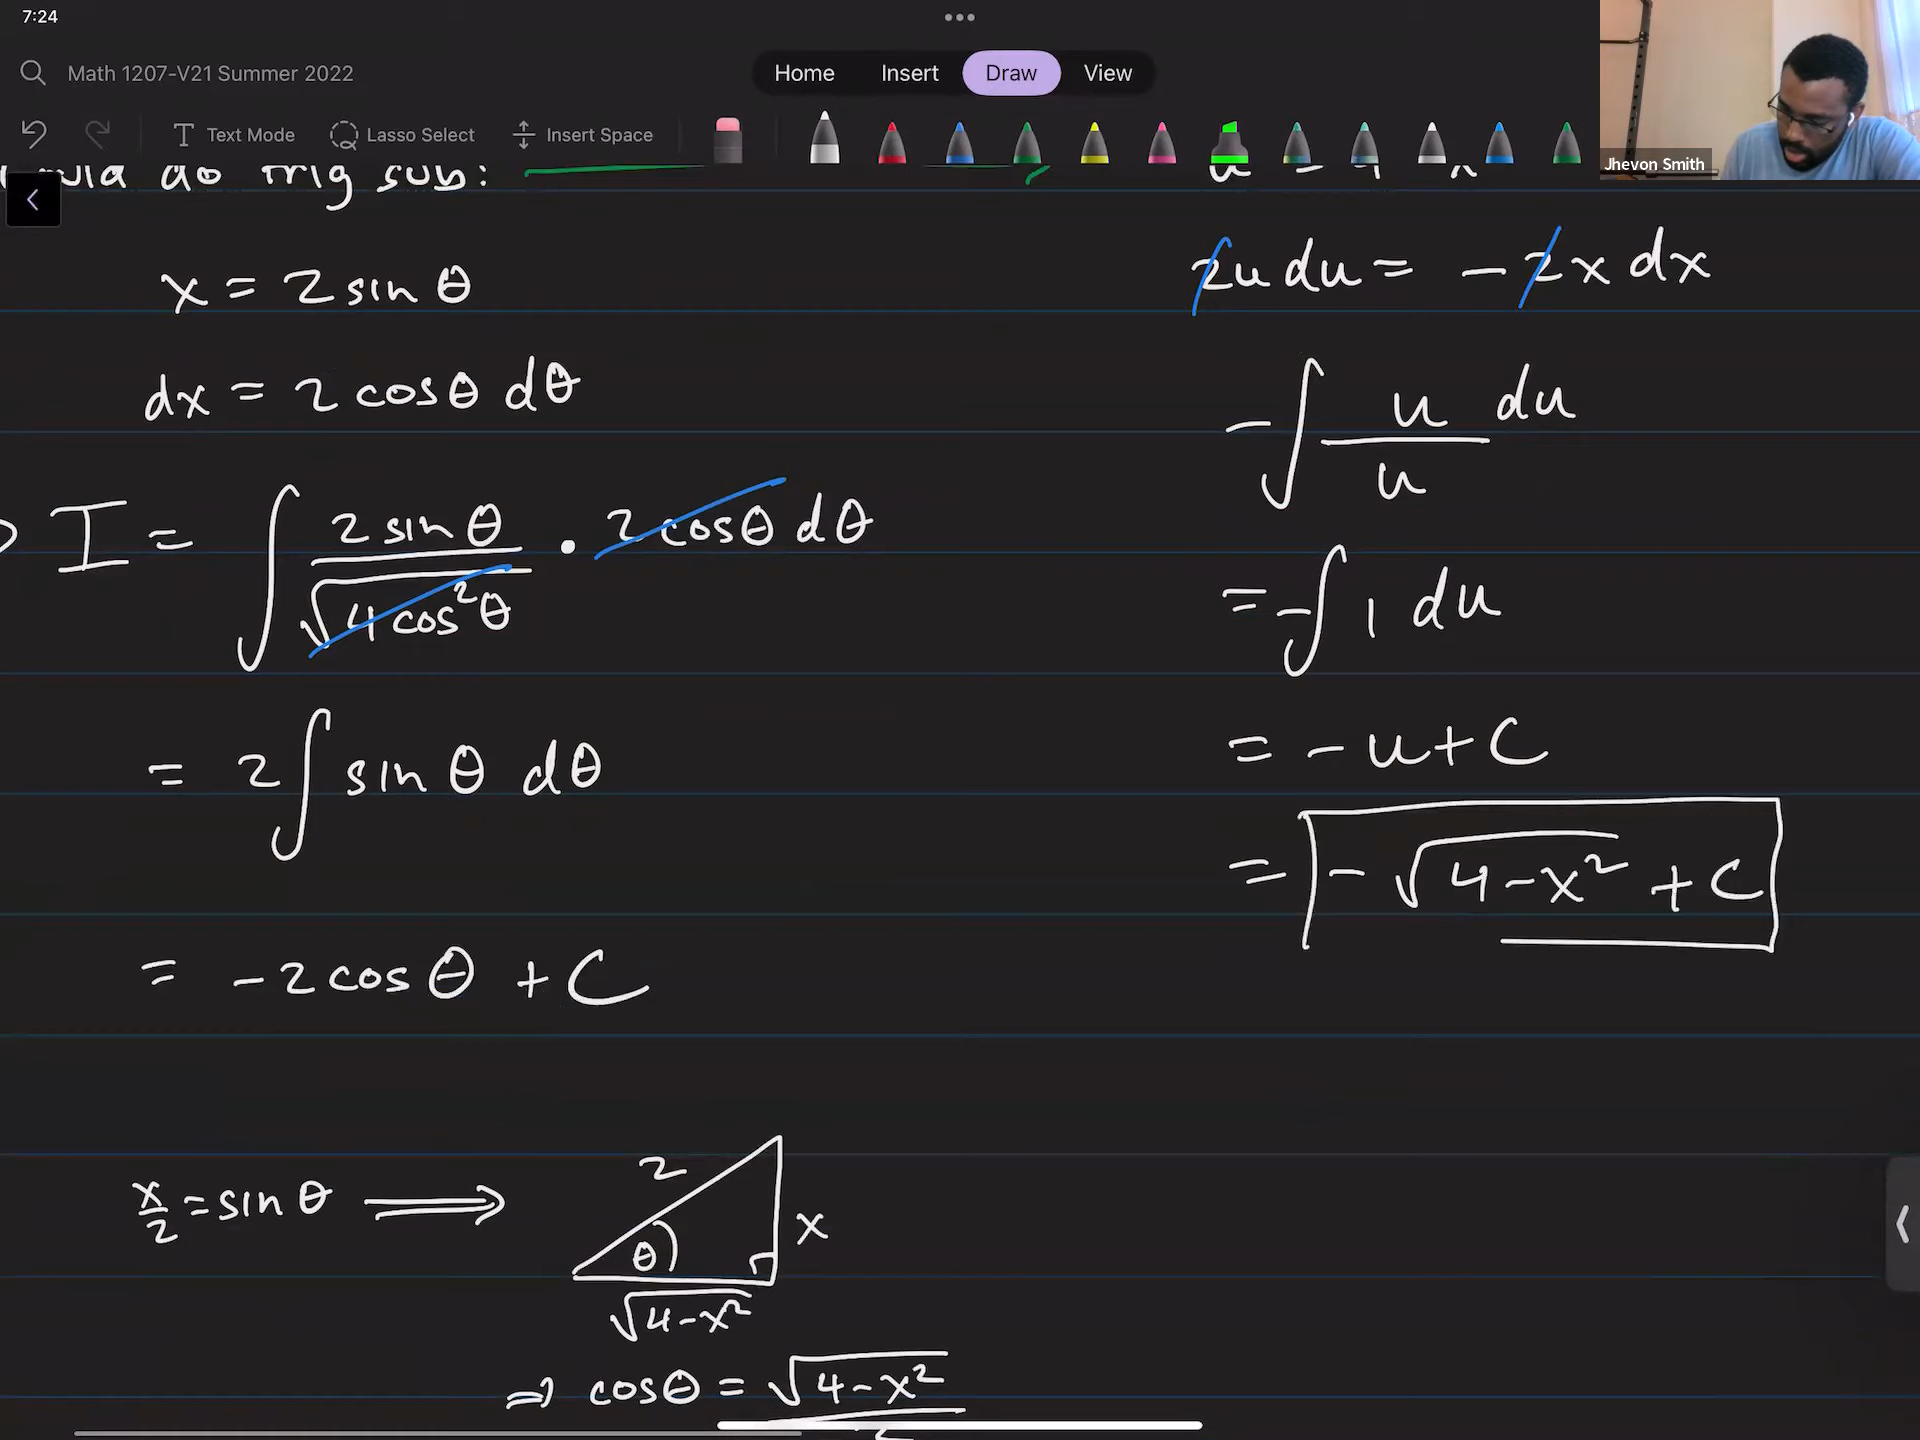 7:24
Math 1207-V21 Summer 2022
Home Insert Draw View
Text Mode Lasso Select Insert Space
Jhevon Smith
do trig sub:
x = 2 sin θ
dx = 2 cos θ dθ
I = ∫ 2 sin θ / √(4 cos² θ) · 2 cos θ dθ
= 2 ∫ sin θ dθ
= -2 cos θ + C
x/2 = sin θ ⟹
2
θ
x
√(4-x²)
⇒ cos θ = √(4-x²)
2u du = -2x dx
-∫ u/u du
= -∫ 1 du
= -u + C
= -√(4-x²) + C